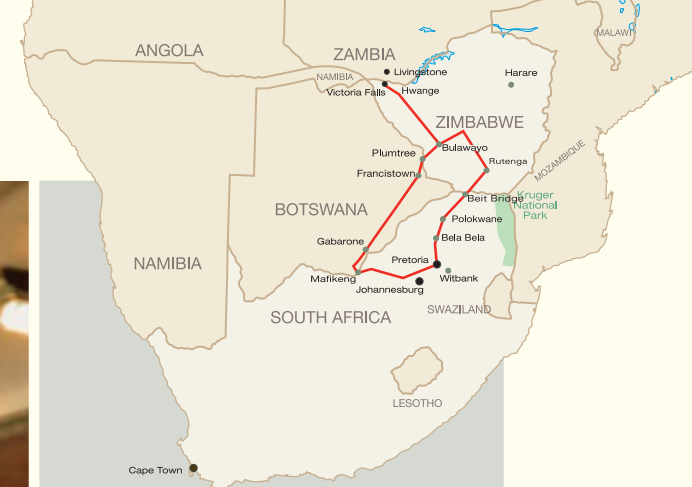 MALAWI
ANGOLA
ZAMBIA
Livingstone
NAMIBIA
Harare
Victoria Falls
Hwange
ZIMBABWE
Bulawayo
Plumtree
MOZAMBIQUE
Rutenga
Francistown
Beit Bridge
Kruger
National
Park
BOTSWANA
Polokwane
Gabarone
Bela Bela
NAMIBIA
Pretoria
Mafikeng
Witbank
Johannesburg
SWAZILAND
SOUTH AFRICA
LESOTHO
Cape Town